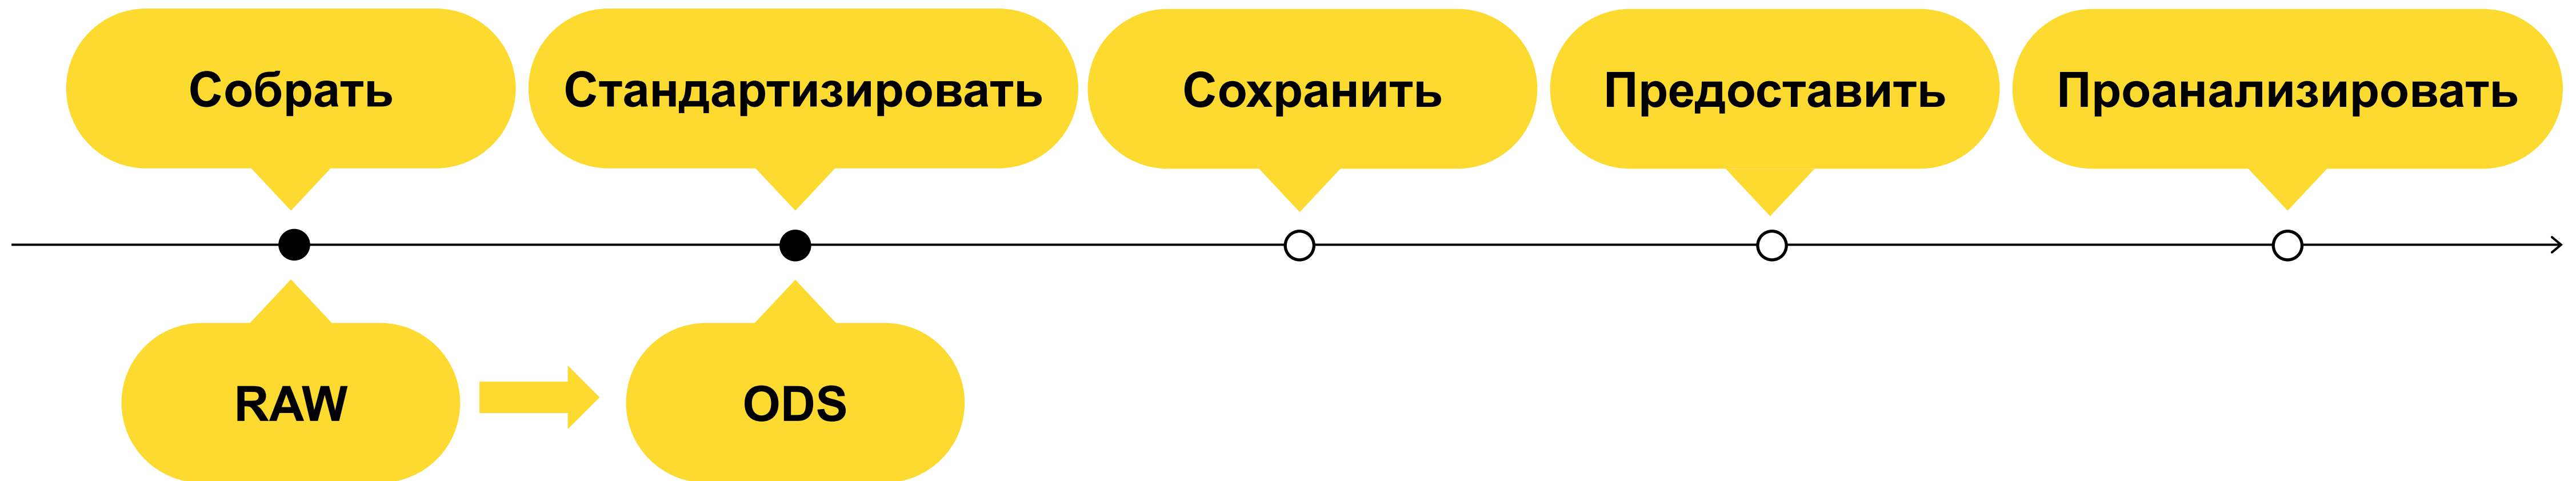 Собрать
Стандартизировать
Сохранить
Предоставить
Проанализировать
RAW
ODS